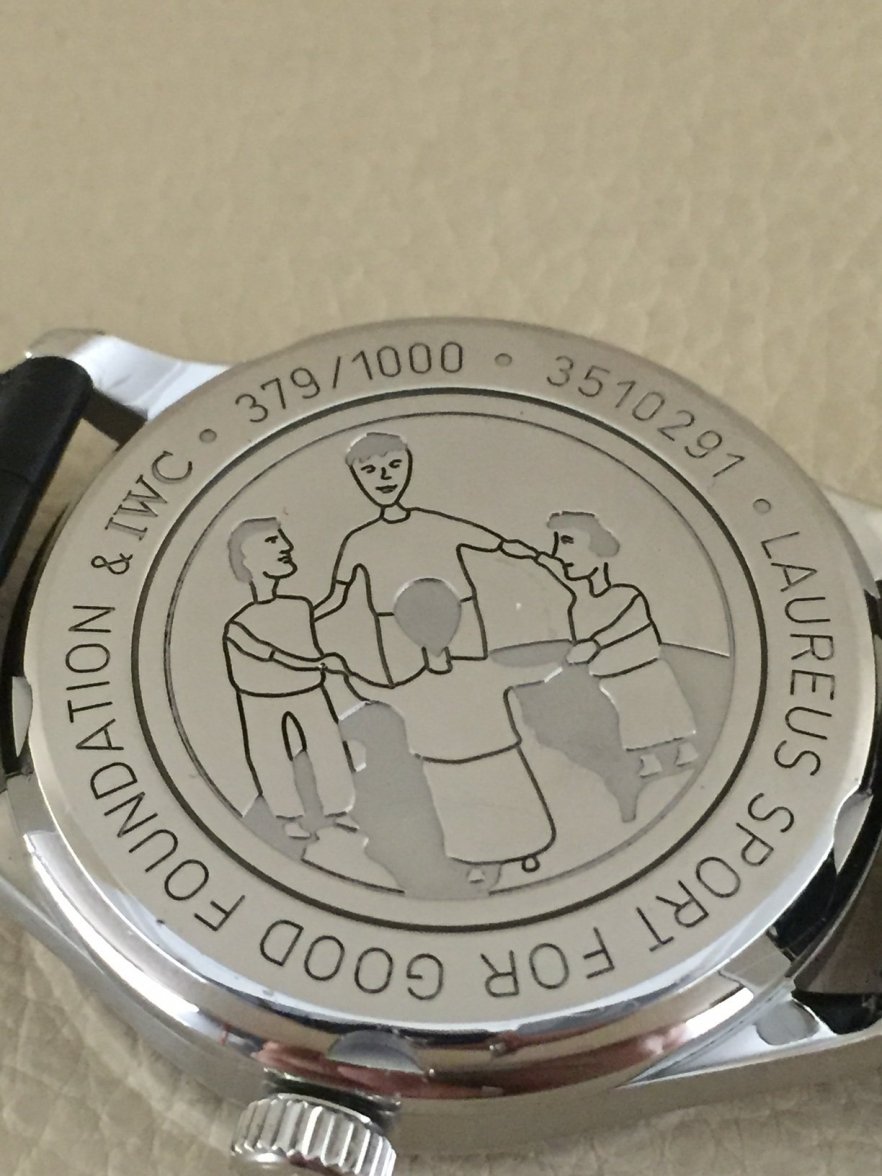 LAUREUS SPORT FOR GOOD FOUNDATION & IWC • 379/1000 • 3510291 •